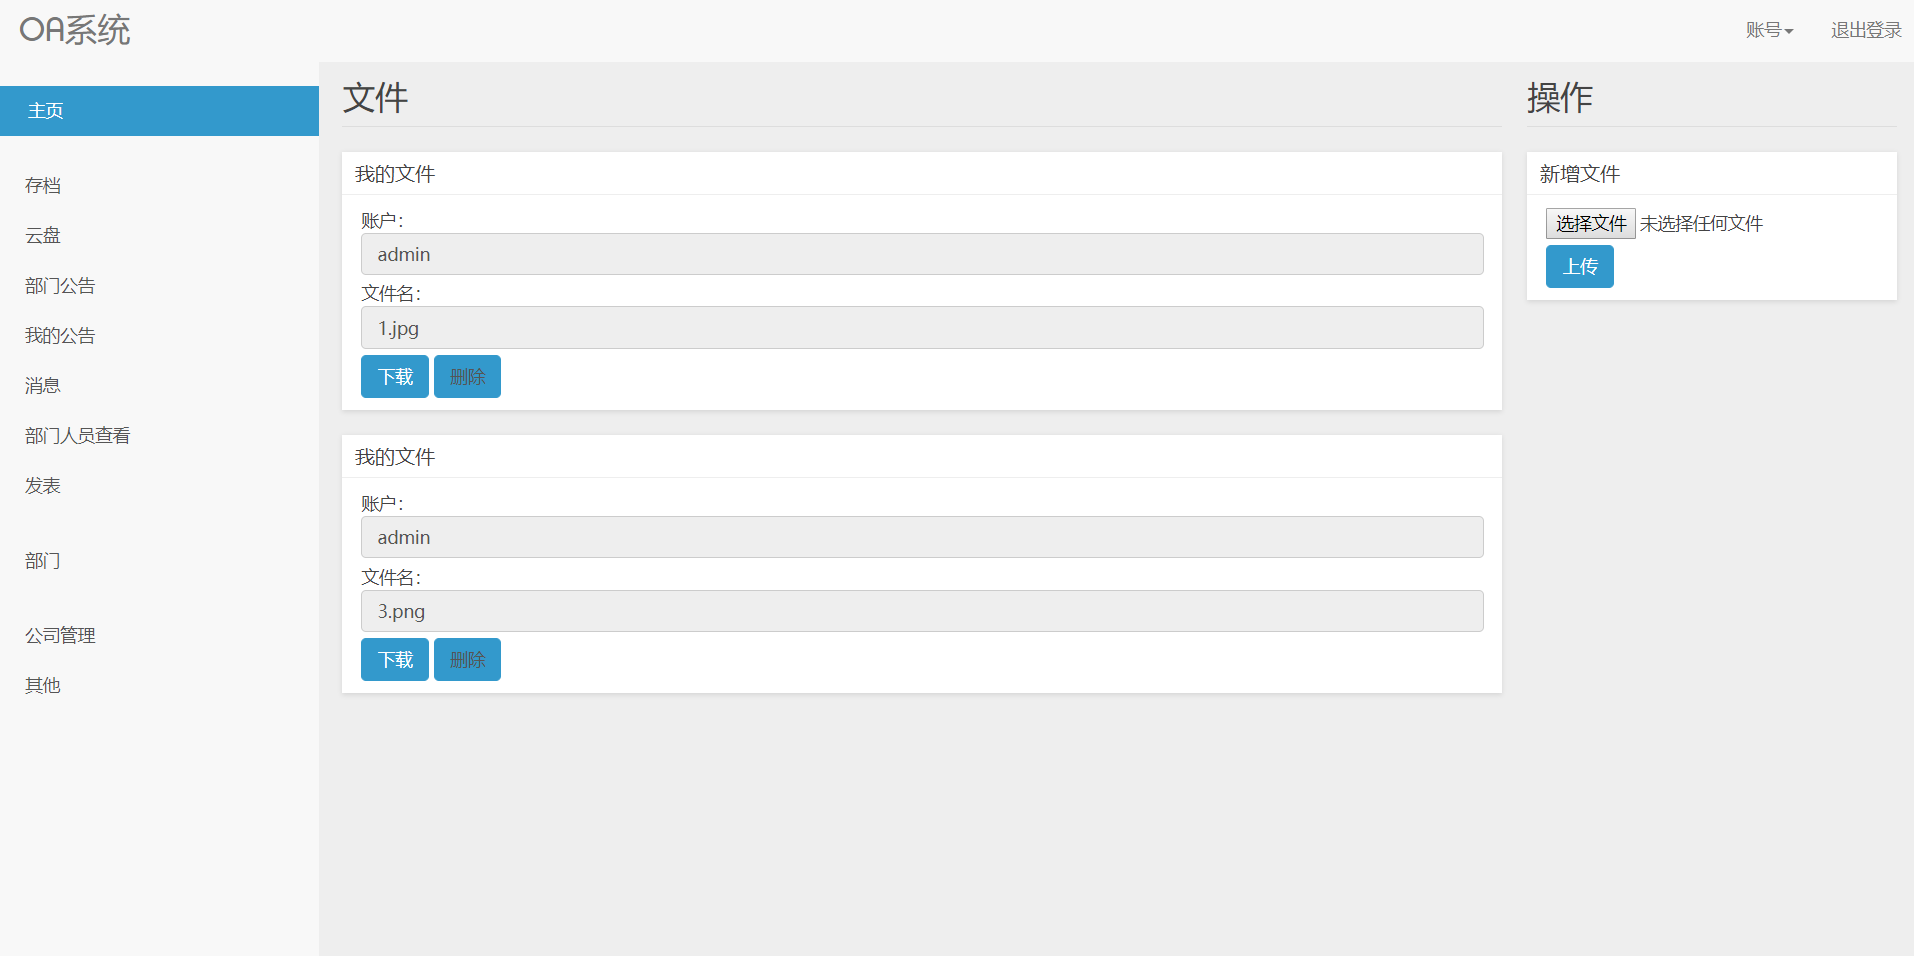 OA系统
账号
退出登录
主页
存档
云盘
部门公告
我的公告
消息
部门人员查看
发表
部门
公司管理
其他
文件
我的文件
账户：
admin
文件名：
1.jpg
下载 删除
我的文件
账户：
admin
文件名：
3.png
下载 删除
操作
新增文件
选择文件 未选择任何文件
上传